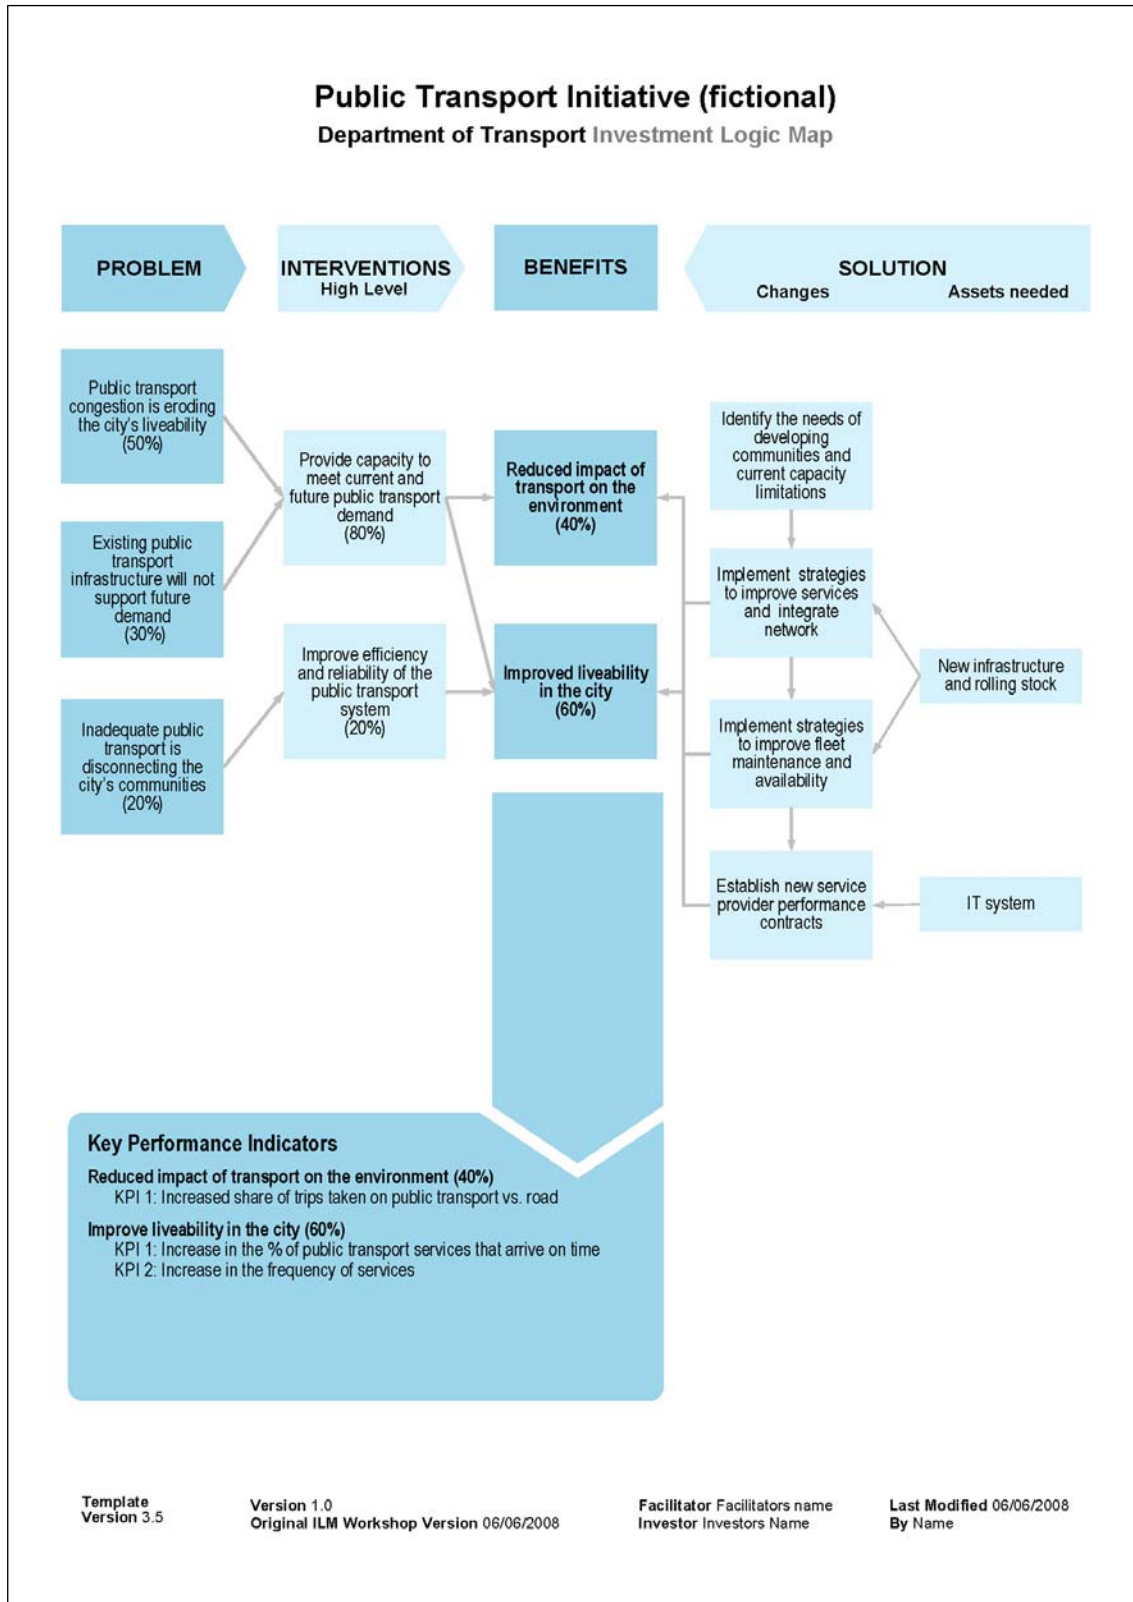 Public Transport Initiative (fictional)
Department of Transport Investment Logic Map
PROBLEM
INTERVENTIONS
High Level
BENEFITS
SOLUTION
Changes
Assets needed
Public transport
congestion is eroding
the city's liveability
(50%)
Existing public
transport
infrastructure will not
support future
demand
(30%)
Inadequate public
transport is
disconnecting the
city's communities
(20%)
Provide capacity to
meet current and
future public transport
demand
(80%)
Improve efficiency
and reliability of the
public transport
system
(20%)
Reduced impact of
transport on the
environment
(40%)
Improved liveability
in the city
(60%)
Identify the needs of
developing
communities and
current capacity
limitations
Implement strategies
to improve services
and integrate
network
Implement strategies
to improve fleet
maintenance and
availability
Establish new service
provider performance
contracts
New infrastructure
and rolling stock
IT system
Key Performance Indicators
Reduced impact of transport on the environment (40%)
KPI 1: Increased share of trips taken on public transport vs. road
Improve liveability in the city (60%)
KPI 1: Increase in the % of public transport services that arrive on time
KPI 2: Increase in the frequency of services
Template
Version 3.5
Version 1.0
Original ILM Workshop Version 06/06/2008
Facilitator Facilitators name
Investor Investors Name
Last Modified 06/06/2008
By Name